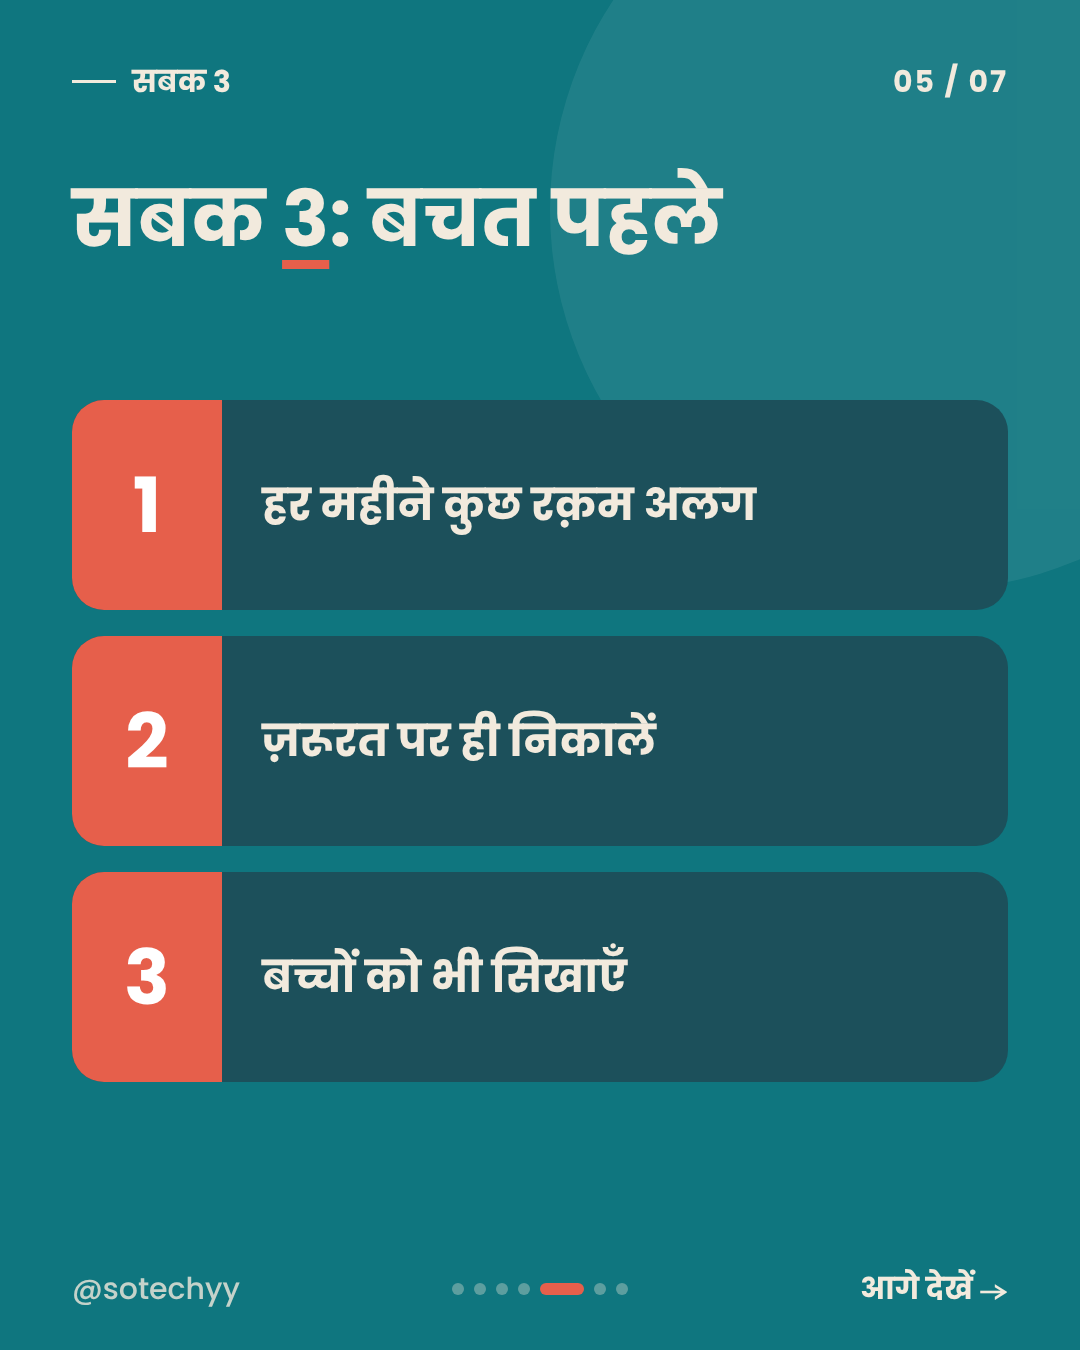 सबक 3
05 / 07
सबक 3: बचत पहले
1
हर महीने कुछ रक़म अलग
2
ज़रूरत पर ही निकालें
3
बच्चों को भी सिखाएँ
@sotechyy
आगे देखें →